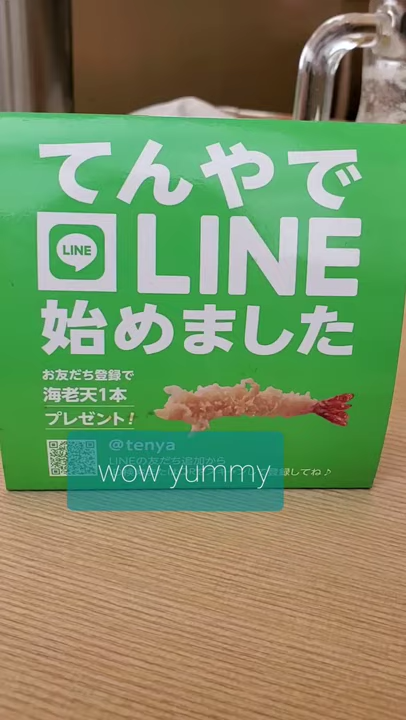 てんやで
LINE
LINE
始めました
お友だち登録で
海老天1本
プレゼント!
@tenya
LINEの友だち追加から
登録してね♪
wow yummy